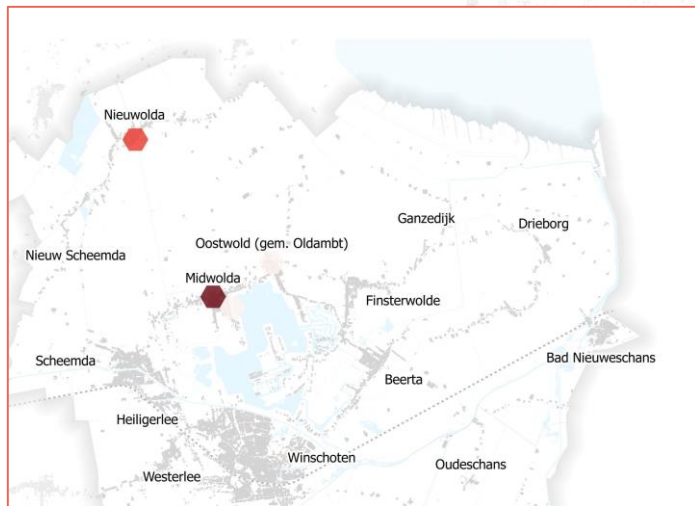 Nieuwolda
Ganzedijk
Drieborg
Oostwold (gem. Oldambt)
Nieuw Scheemda
Midwolda
Finsterwolde
Scheemda
Bad Nieuweschans
Beerta
Heiligerlee
Winschoten
Oudeschans
Westerlee